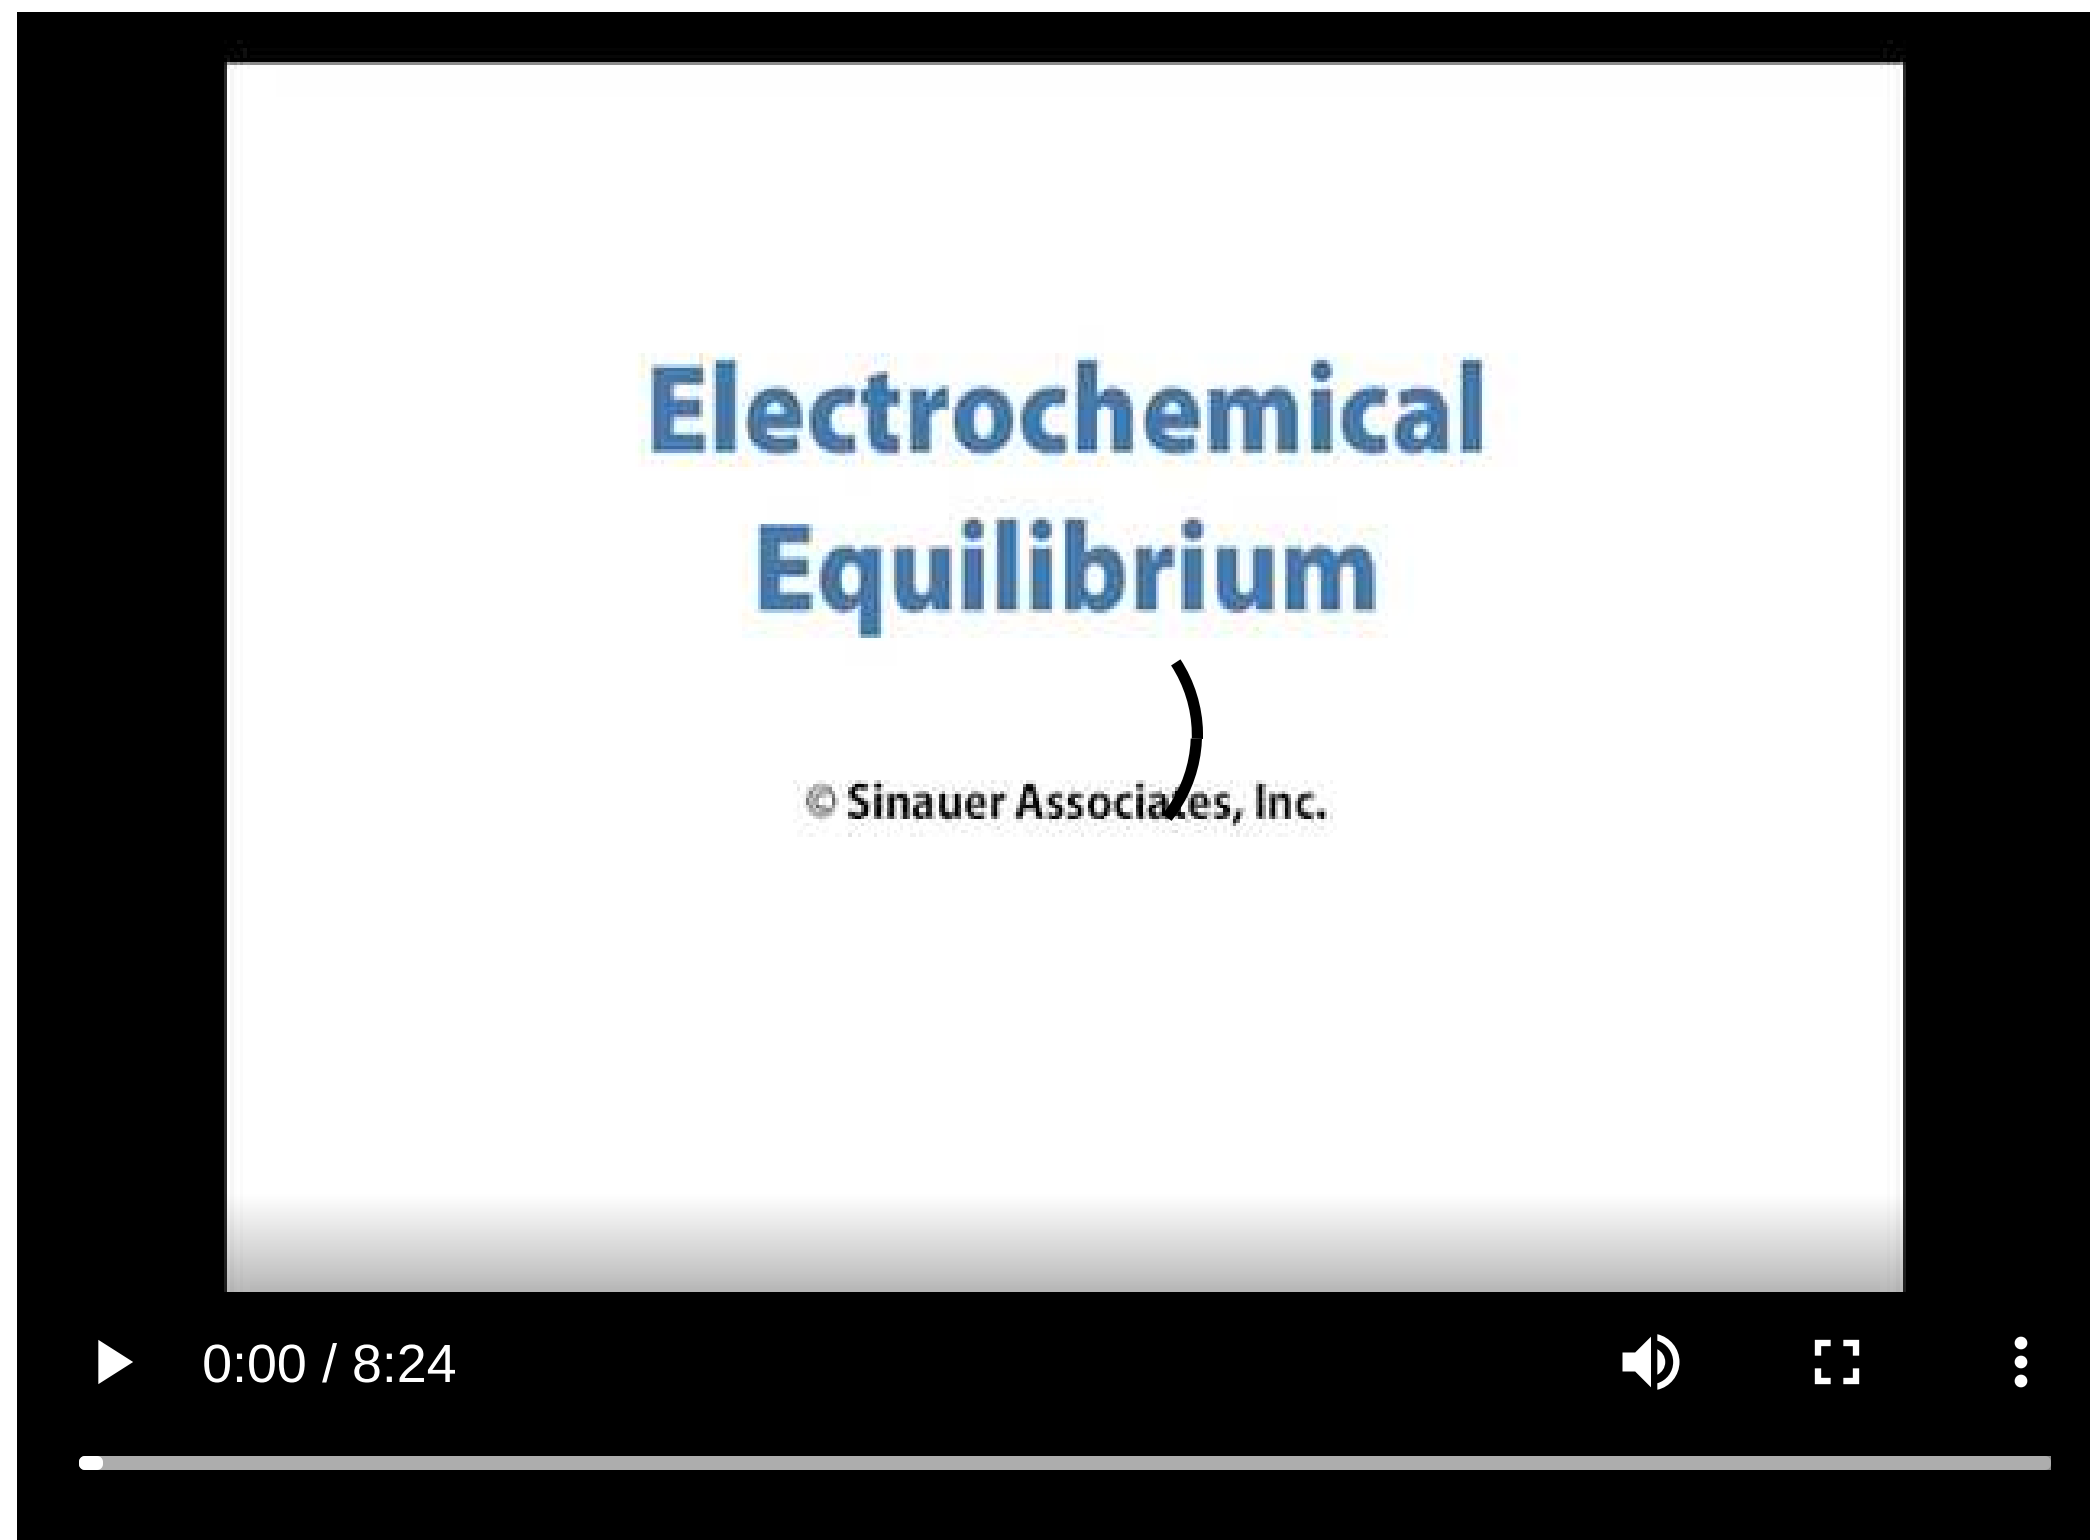 Electrochemical
Equilibrium
© Sinauer Associates, Inc.
0:00 / 8:24